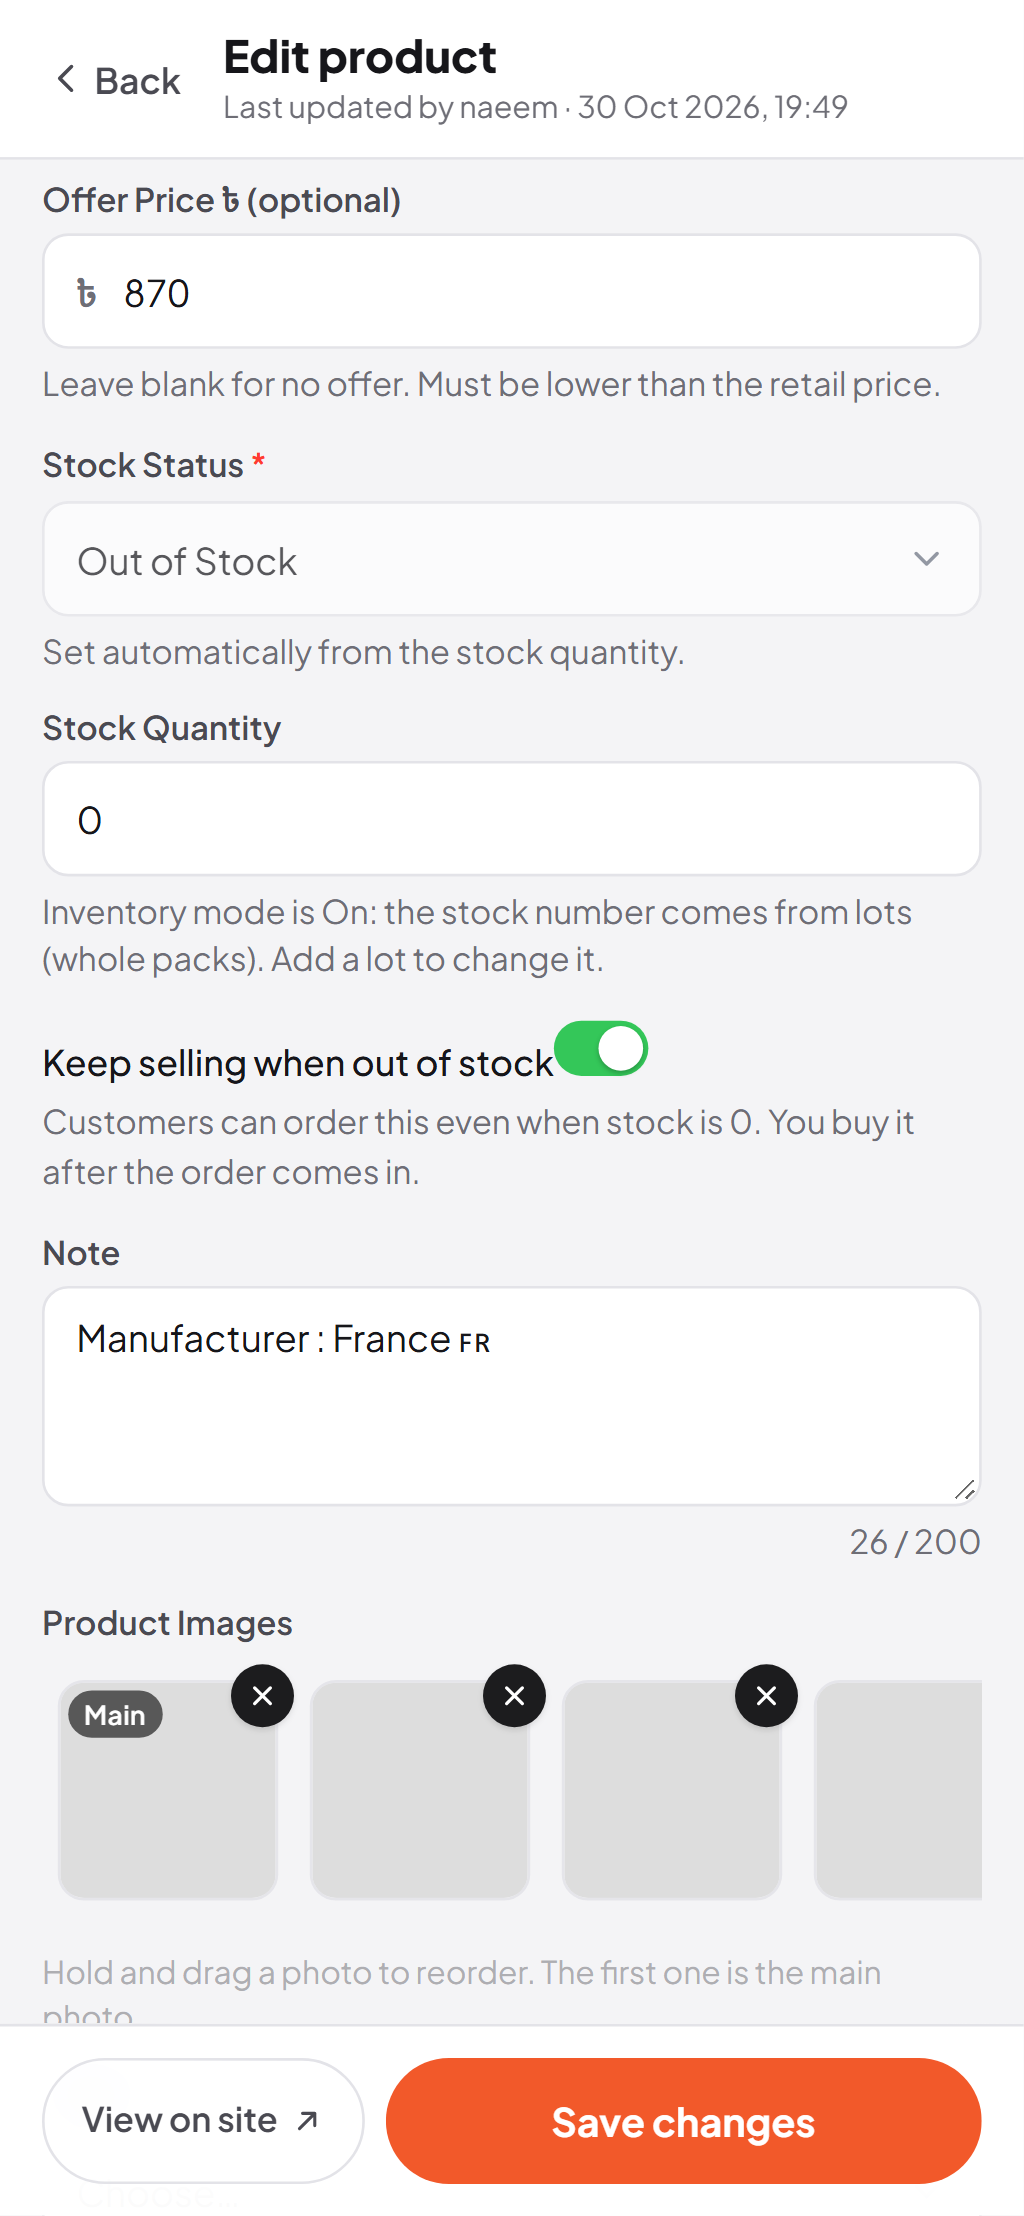 Back
Edit product
Last updated by naeem · 30 Oct 2026, 19:49
Offer Price ৳ (optional)
৳ 870
Leave blank for no offer. Must be lower than the retail price.
Stock Status *
Out of Stock
Set automatically from the stock quantity.
Stock Quantity
0
Inventory mode is On: the stock number comes from lots
(whole packs). Add a lot to change it.
Keep selling when out of stock
Customers can order this even when stock is 0. You buy it
after the order comes in.
Note
Manufacturer : France FR
26 / 200
Product Images
Main
Hold and drag a photo to reorder. The first one is the main
photo.
View on site ↗
Save changes
Choose...